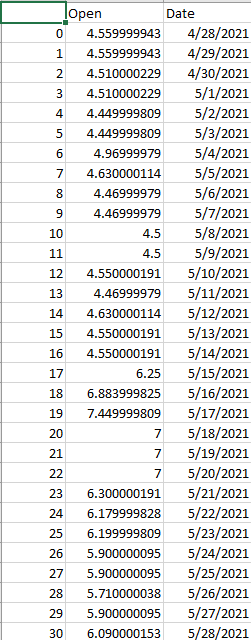 Open Date
0 4.559999943 4/28/2021
1 4.559999943 4/29/2021
2 4.510000229 4/30/2021
3 4.510000229 5/1/2021
4 4.449999809 5/2/2021
5 4.449999809 5/3/2021
6 4.96999979 5/4/2021
7 4.630000114 5/5/2021
8 4.46999979 5/6/2021
9 4.46999979 5/7/2021
10 4.5 5/8/2021
11 4.5 5/9/2021
12 4.550000191 5/10/2021
13 4.46999979 5/11/2021
14 4.630000114 5/12/2021
15 4.550000191 5/13/2021
16 4.550000191 5/14/2021
17 6.25 5/15/2021
18 6.883999825 5/16/2021
19 7.449999809 5/17/2021
20 7 5/18/2021
21 7 5/19/2021
22 7 5/20/2021
23 6.300000191 5/21/2021
24 6.179999828 5/22/2021
25 6.199999809 5/23/2021
26 5.900000095 5/24/2021
27 5.900000095 5/25/2021
28 5.710000038 5/26/2021
29 5.900000095 5/27/2021
30 6.090000153 5/28/2021